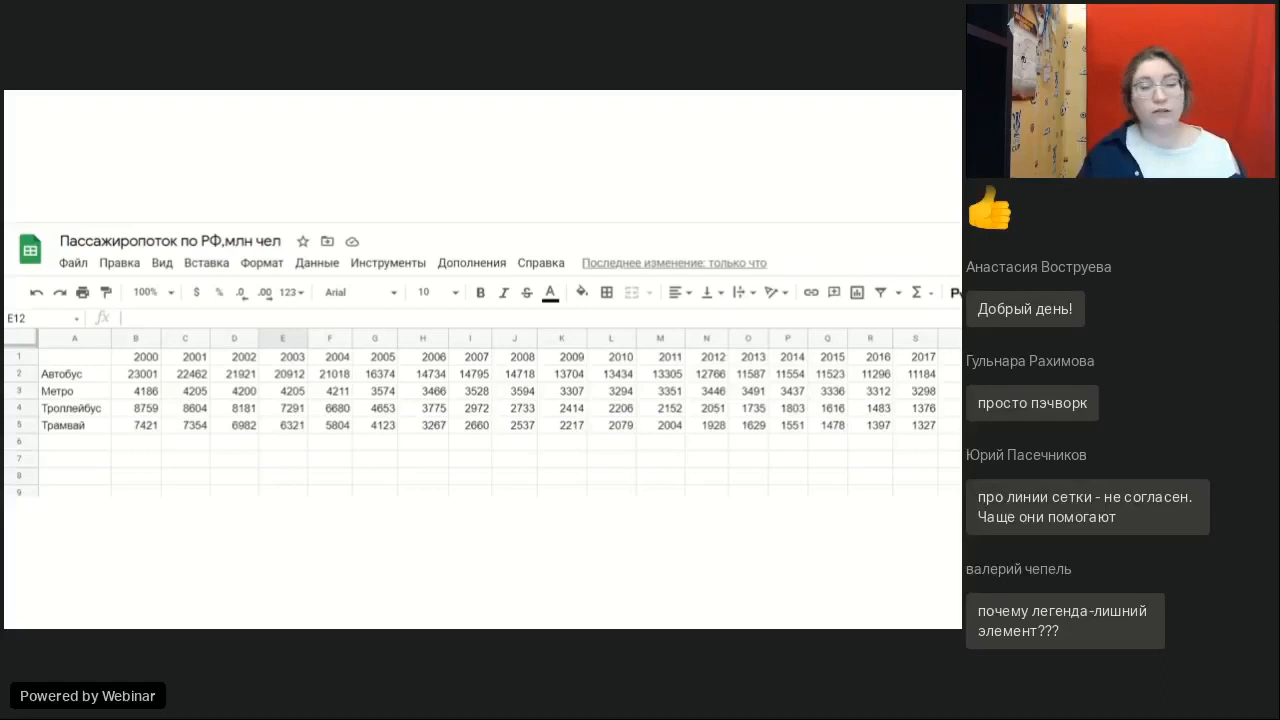 Пассажиропоток по РФ,млн чел
Файл Правка Вид Вставка Формат Данные Инструменты Дополнения Справка Последнее изменение: только что
100% $ % .0 .00 123 Arial 10 B I S A Σ
E12 fx
A B C D E F G H I J K L M N O P Q R S
1 2000 2001 2002 2003 2004 2005 2006 2007 2008 2009 2010 2011 2012 2013 2014 2015 2016 2017
2 Автобус 23001 22462 21921 20912 21018 16374 14734 14795 14718 13704 13434 13305 12766 11587 11554 11523 11296 11184
3 Метро 4186 4205 4200 4205 4211 3574 3466 3528 3594 3307 3294 3351 3446 3491 3437 3336 3312 3298
4 Троллейбус 8759 8604 8181 7291 6680 4653 3775 2972 2733 2414 2206 2152 2051 1735 1803 1616 1483 1376
5 Трамвай 7421 7354 6982 6321 5804 4123 3267 2660 2537 2217 2079 2004 1928 1629 1551 1478 1397 1327
6
7
8
9
Анастасия Воструева
Добрый день!
Гульнара Рахимова
просто пэчворк
Юрий Пасечников
про линии сетки - не согласен.
Чаще они помогают
валерий чепель
почему легенда-лишний
элемент???
Powered by Webinar